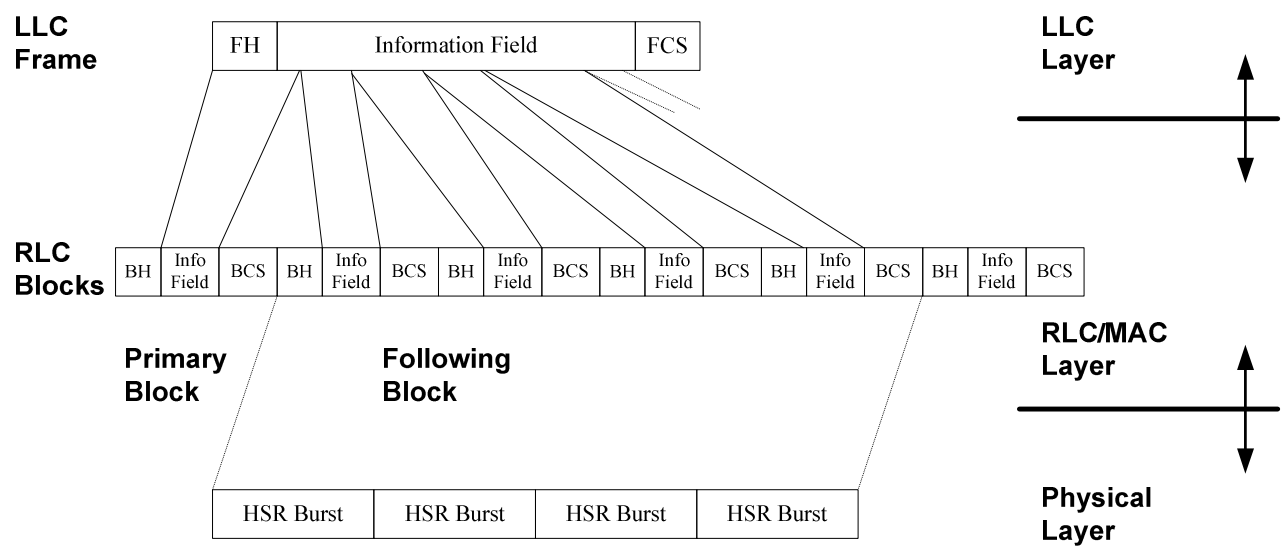 LLC
Frame
FH
Information Field
FCS
LLC
Layer
RLC
Blocks
BH
Info
Field
BCS
BH
Info
Field
BCS
BH
Info
Field
BCS
BH
Info
Field
BCS
BH
Info
Field
BCS
BH
Info
Field
BCS
Primary
Block
Following
Block
RLC/MAC
Layer
HSR Burst
HSR Burst
HSR Burst
HSR Burst
Physical
Layer